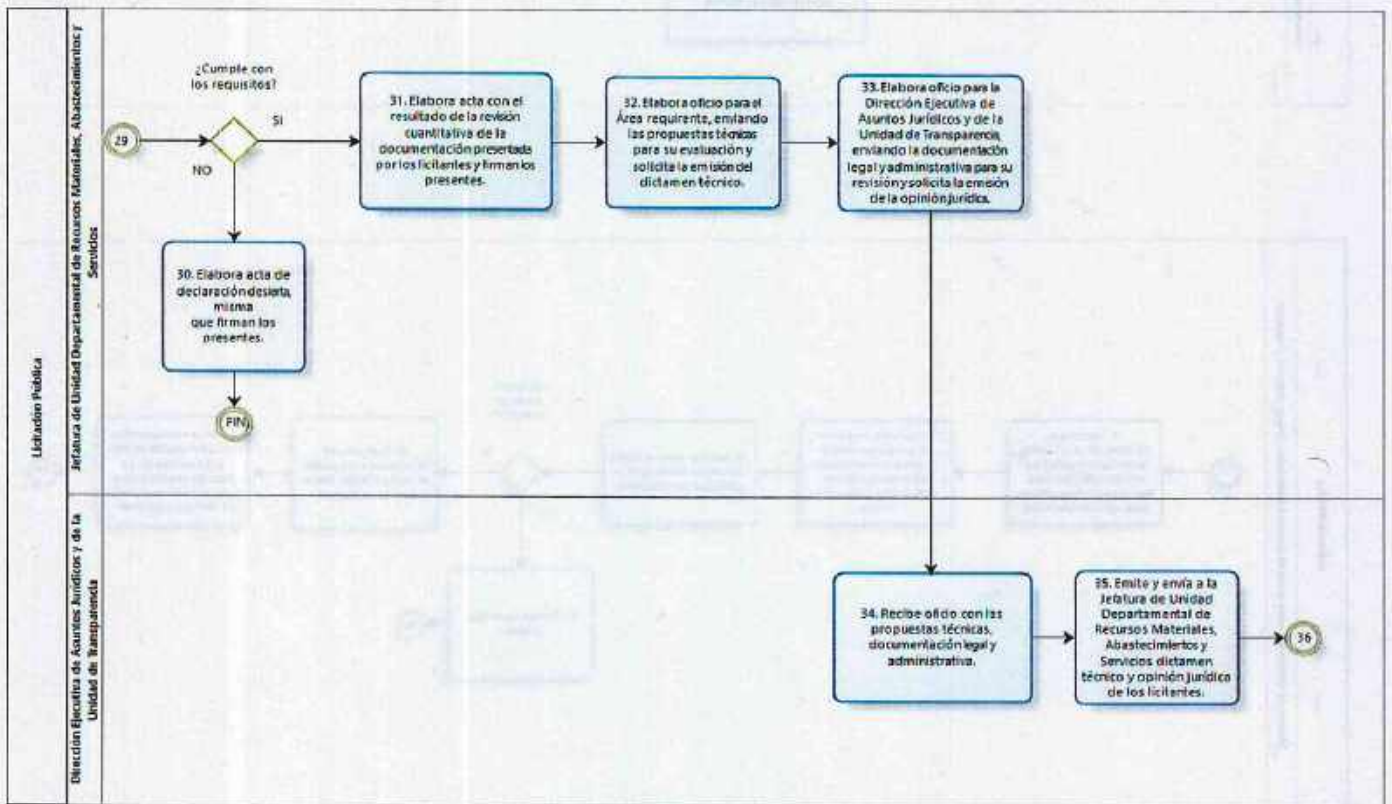 Licitación Pública
Jefatura de Unidad Departamental de Recursos Materiales, Abastecimientos y
Servicios
29
¿Cumple con
los requisitos?
SI
NO
31. Elabora acta con el
resultado de la revisión
cuantitativa de la
documentación presentada
por los licitantes y firman los
presentes.
32. Elabora oficio para el
Área requirente, enviando
las propuestas técnicas
para su evaluación y
solicita la emisión del
dictamen técnico.
33. Elabora oficio para la
Dirección Ejecutiva de
Asuntos Jurídicos y de la
Unidad de Transparencia,
enviando la documentación
legal y administrativa para su
revisión y solicita la emisión
de la opinión jurídica.
30. Elabora acta de
declaración desierta,
misma
que firman los
presentes.
FIN
Dirección Ejecutiva de Asuntos Jurídicos y de la
Unidad de Transparencia
34. Recibe oficio con las
propuestas técnicas,
documentación legal y
administrativa.
35. Emite y envía a la
Jefatura de Unidad
Departamental de
Recursos Materiales,
Abastecimientos y
Servicios dictamen
técnico y opinión jurídica
de los licitantes.
36